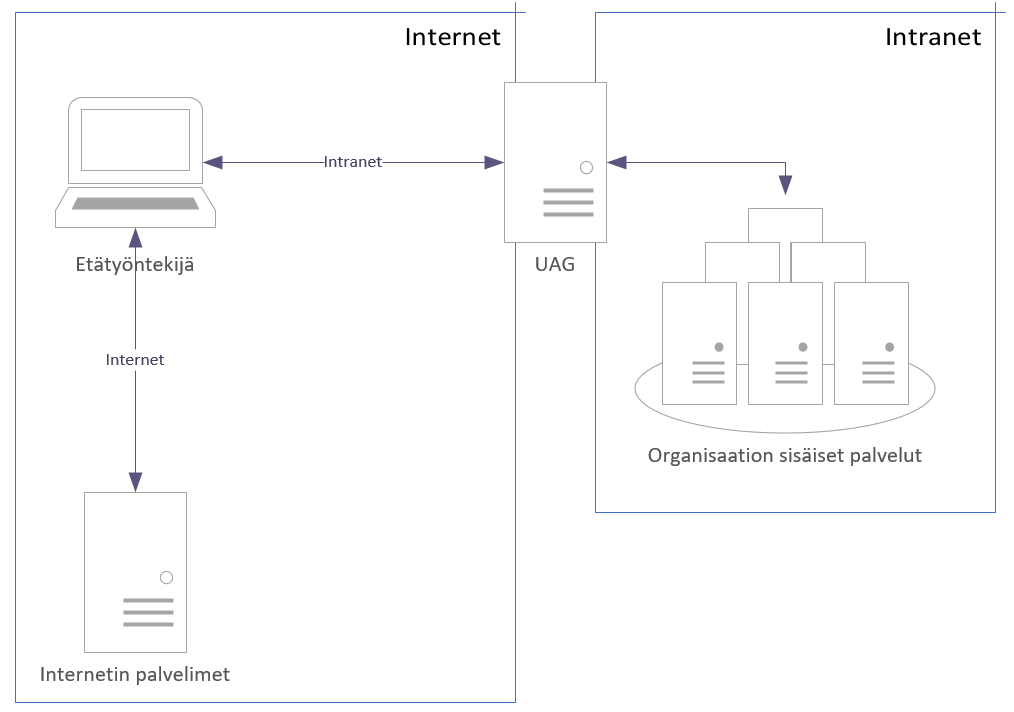 Internet
Intranet
Intranet
Etätyöntekijä
UAG
Internet
Organisaation sisäiset palvelut
Internetin palvelimet